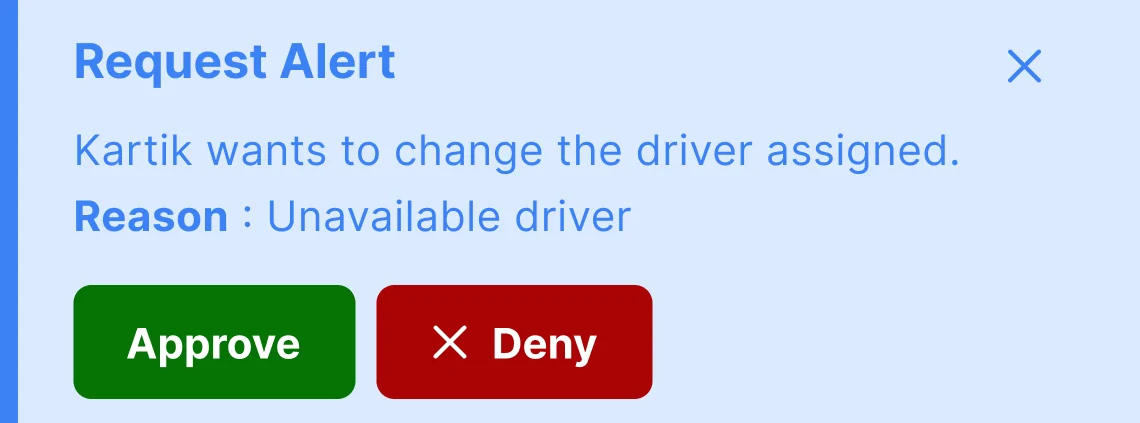 Request Alert
Kartik wants to change the driver assigned.
Reason : Unavailable driver
Approve
Deny